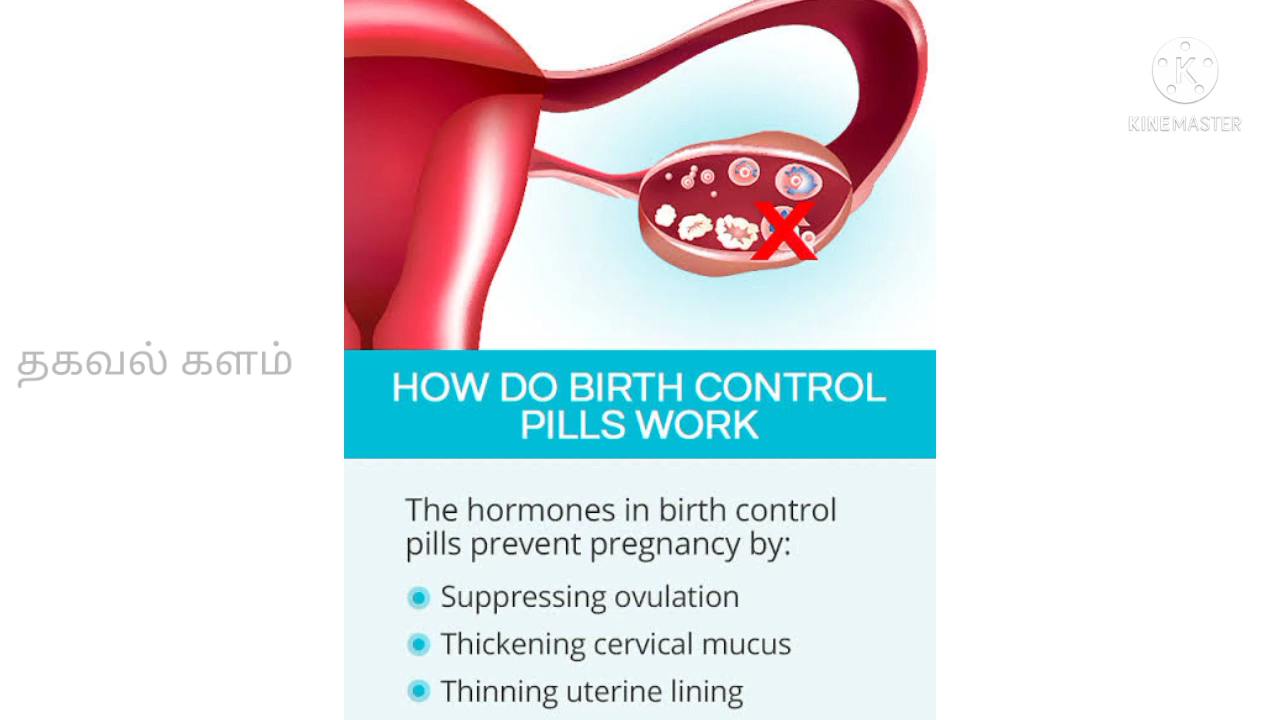 K
KINEMASTER
தகவல் களம்
HOW DO BIRTH CONTROL
PILLS WORK
The hormones in birth control
pills prevent pregnancy by:
Suppressing ovulation
Thickening cervical mucus
Thinning uterine lining